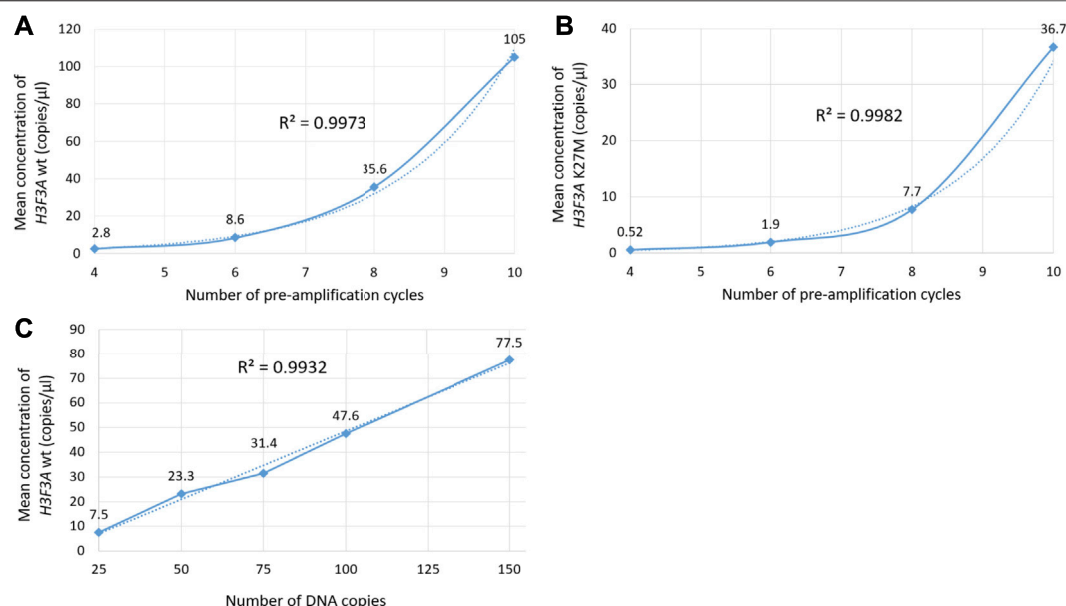 A
Mean concentration of
H3F3A wt (copies/µl)
120
100
80
60
40
20
0
2.8
8.6
35.6
105
R² = 0.9973
4 5 6 7 8 9 10
Number of pre-amplification cycles
B
Mean concentration of
H3F3A K27M (copies/µl)
40
30
20
10
0
0.52
1.9
7.7
36.7
R² = 0.9982
4 5 6 7 8 9 10
Number of pre-amplification cycles
C
Mean concentration of
H3F3A wt (copies/µl)
90
80
70
60
50
40
30
20
10
0
7.5
23.3
31.4
47.6
77.5
R² = 0.9932
25 50 75 100 125 150
Number of DNA copies